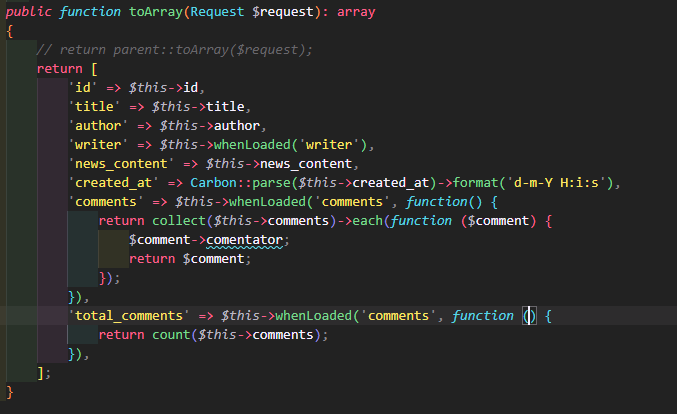 public function toArray(Request $request): array
{
    // return parent::toArray($request);
    return [
        'id' => $this->id,
        'title' => $this->title,
        'author' => $this->author,
        'writer' => $this->whenLoaded('writer'),
        'news_content' => $this->news_content,
        'created_at' => Carbon::parse($this->created_at)->format('d-m-Y H:i:s'),
        'comments' => $this->whenLoaded('comments', function() {
            return collect($this->comments)->each(function ($comment) {
                $comment->comentator;
                return $comment;
            });
        }),
        'total_comments' => $this->whenLoaded('comments', function () {
            return count($this->comments);
        }),
    ];
}